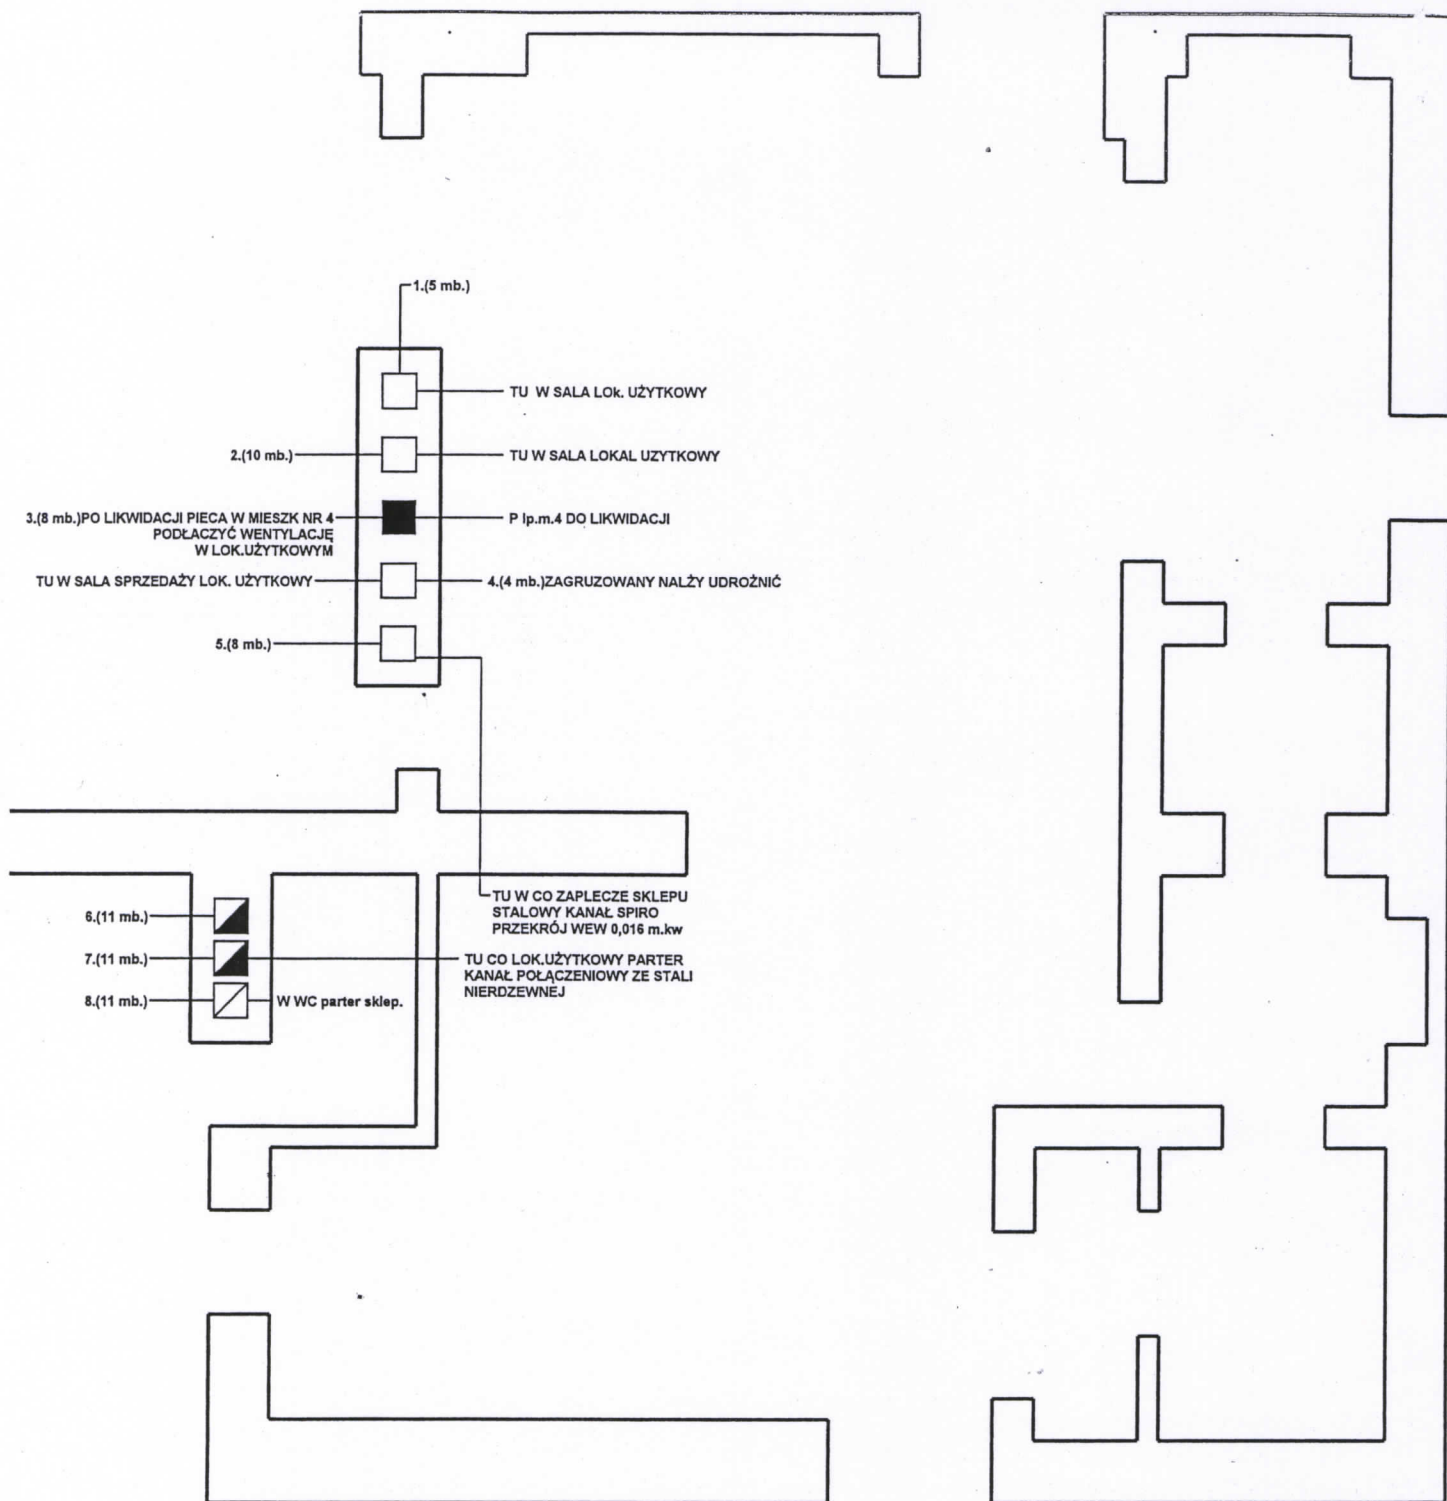 1.(5 mb.)
TU W SALA LOk. UŻYTKOWY
2.(10 mb.)
TU W SALA LOKAL UZYTKOWY
3.(8 mb.)PO LIKWIDACJI PIECA W MIESZK NR 4
PODŁACZYĆ WENTYLACJĘ
W LOK.UŻYTKOWYM
P Ip.m.4 DO LIKWIDACJI
TU W SALA SPRZEDAŻY LOK. UŻYTKOWY
4.(4 mb.)ZAGRUZOWANY NALŻY UDROŻNIĆ
5.(8 mb.)
TU W CO ZAPLECZE SKLEPU
STALOWY KANAŁ SPIRO
PRZEKRÓJ WEW 0,016 m.kw
6.(11 mb.)
7.(11 mb.)
TU CO LOK.UŻYTKOWY PARTER
KANAŁ POŁĄCZENIOWY ZE STALI
NIERDZEWNEJ
8.(11 mb.)
W WC parter sklep.